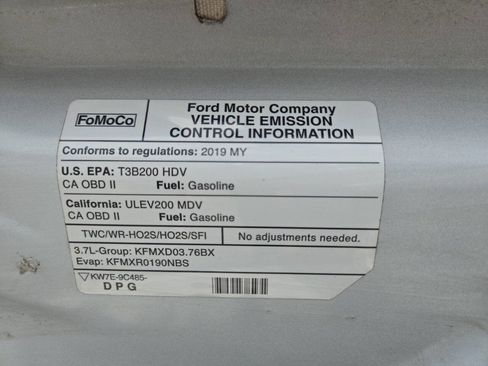 FoMoCo
Ford Motor Company
VEHICLE EMISSION
CONTROL INFORMATION
Conforms to regulations: 2019 MY
U.S. EPA: T3B200 HDV
CA OBD II Fuel: Gasoline
California: ULEV200 MDV
CA OBD II Fuel: Gasoline
TWC/WR-HO2S/HO2S/SFI No adjustments needed.
3.7L-Group: KFMXD03.76BX
Evap: KFMXR0190NBS
KW7E-9C485-
DPG